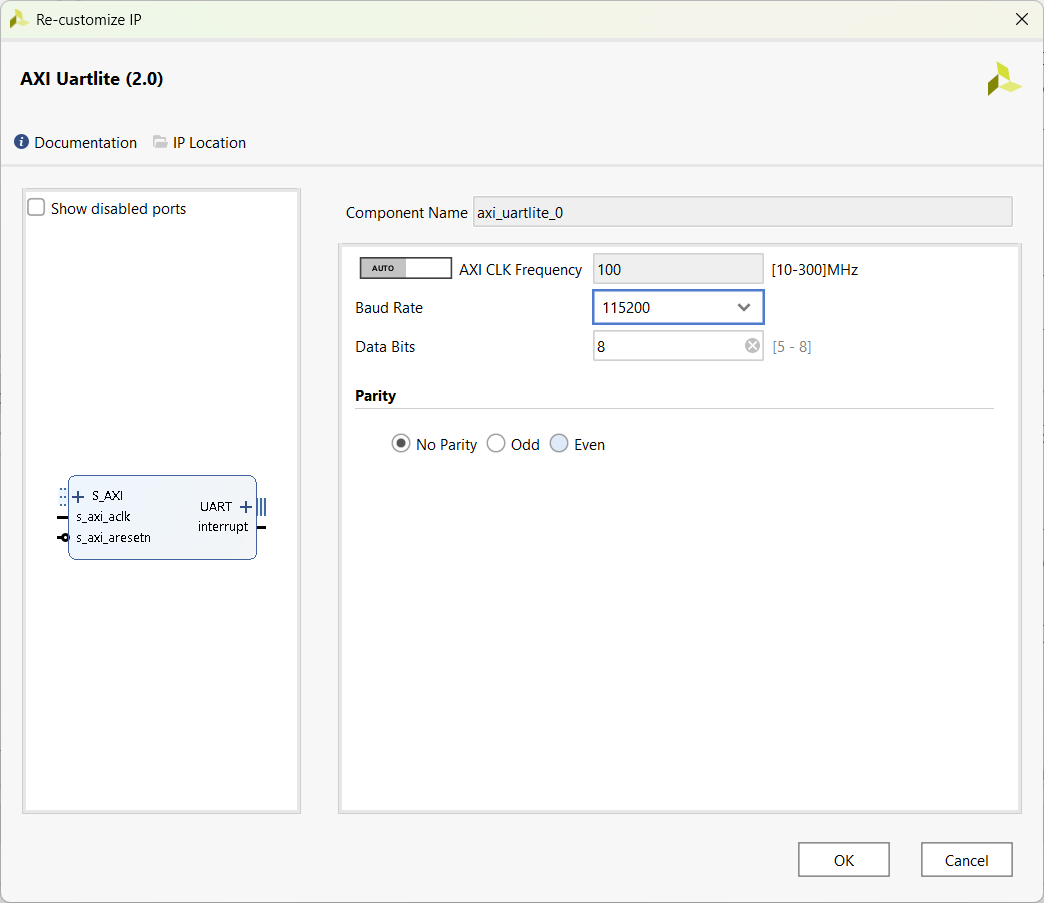 Re-customize IP
AXI Uartlite (2.0)
Documentation IP Location
Show disabled ports
S_AXI
s_axi_aclk
s_axi_aresetn
UART
interrupt
Component Name axi_uartlite_0
AUTO AXI CLK Frequency 100 [10-300]MHz
Baud Rate 115200
Data Bits 8 [5 - 8]
Parity
No Parity Odd Even
OK Cancel